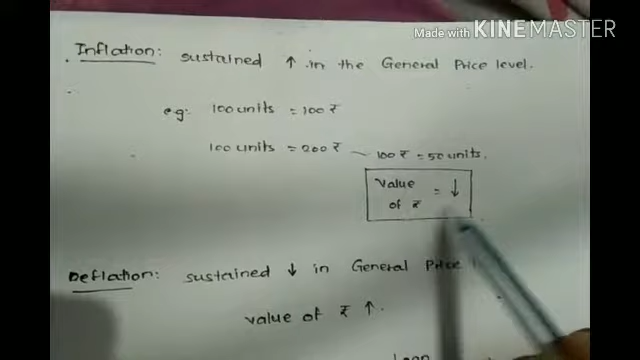 Made with KINEMASTER
Inflation: sustained ↑ in the General Price level.
eg: 100 units = 100 ₹
100 units = 200 ₹ ~ 100 ₹ = 50 units.
Value of ₹ = ↓
Deflation: sustained ↓ in General Price
value of ₹ ↑.
Loan